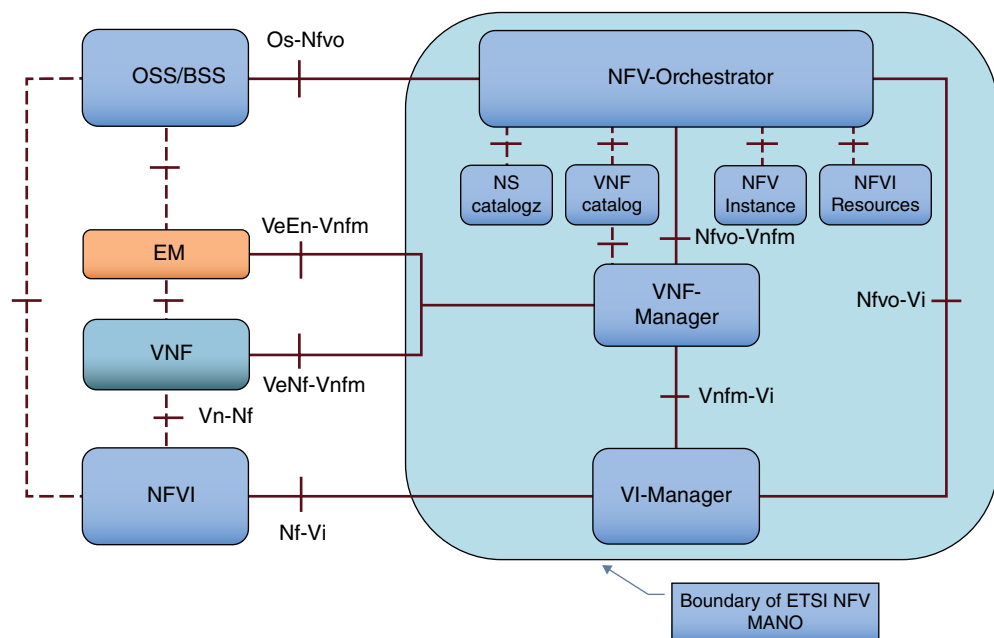 Os-Nfvo
OSS/BSS
NFV-Orchestrator
NS
catalogz
VNF
catalog
NFV
Instance
NFVI
Resources
VeEn-Vnfm
Nfvo-Vnfm
EM
VNF-
Manager
Nfvo-Vi
VNF
VeNf-Vnfm
Vn-Nf
Vnfm-Vi
NFVI
VI-Manager
Nf-Vi
Boundary of ETSI NFV
MANO